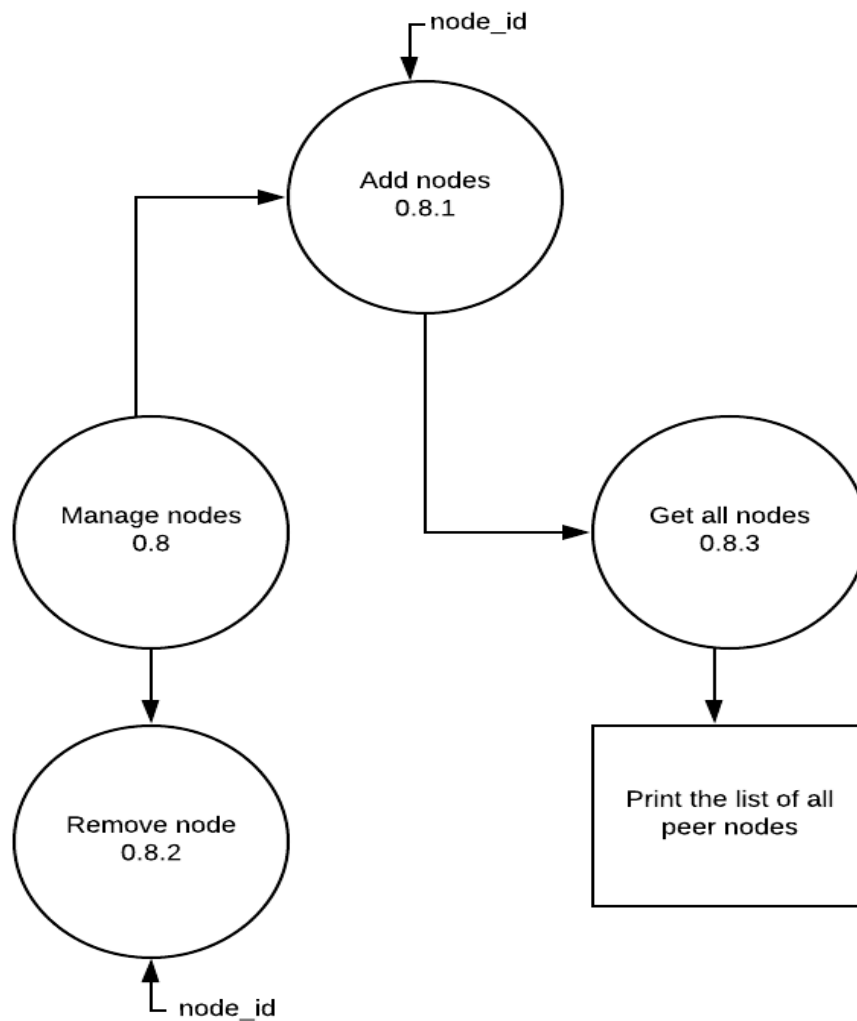 node_id
Add nodes
0.8.1
Manage nodes
0.8
Get all nodes
0.8.3
Remove node
0.8.2
Print the list of all
peer nodes
node_id